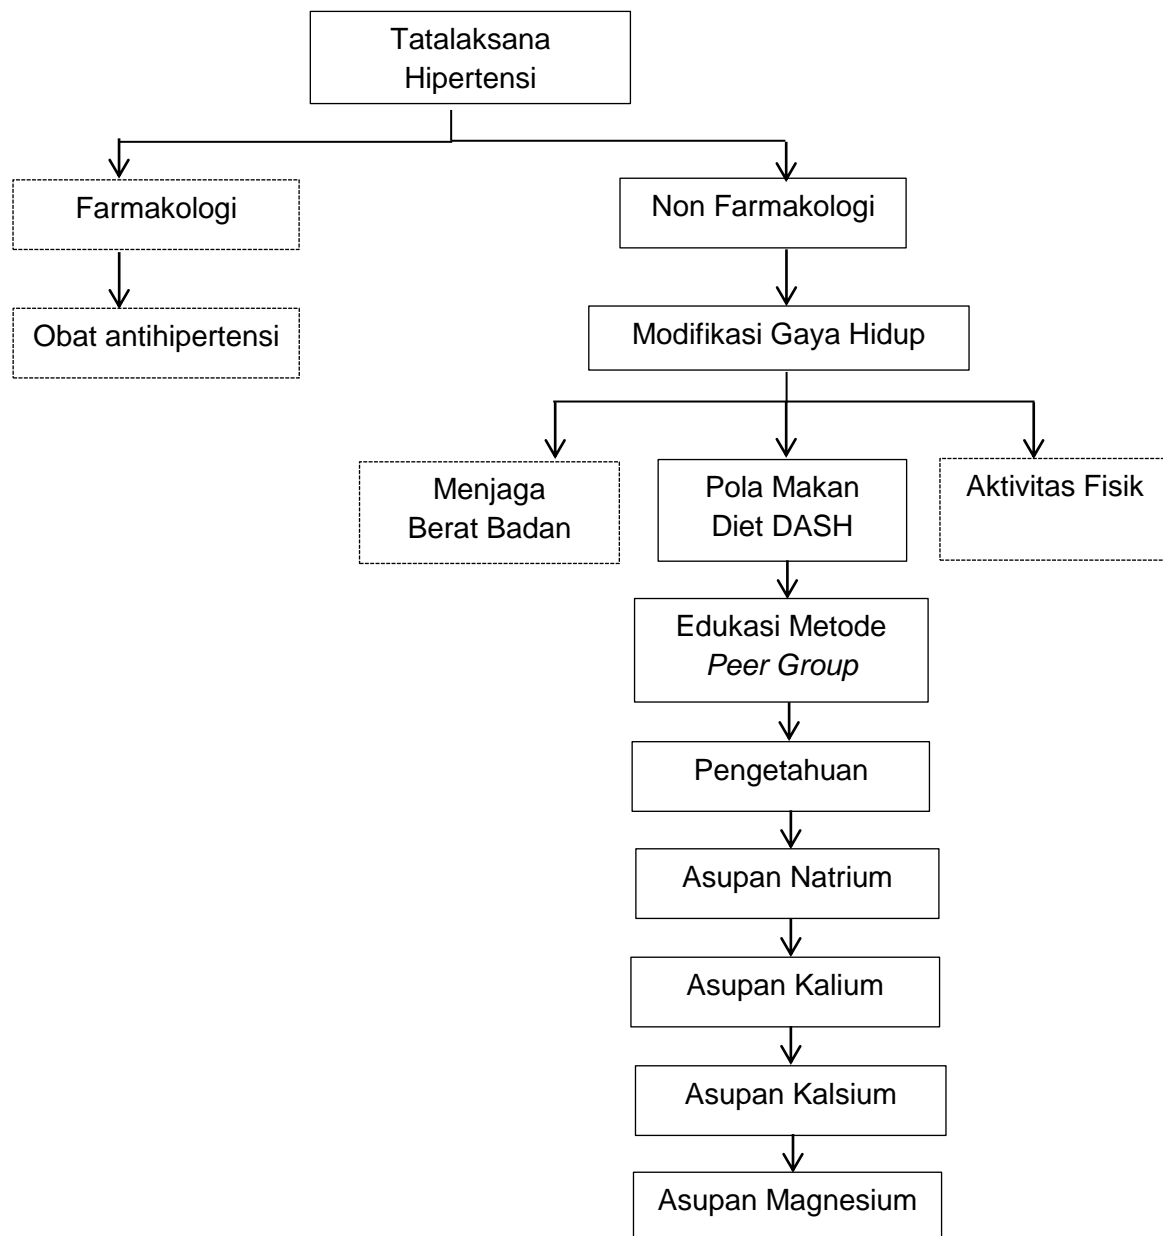 Tatalaksana
Hipertensi
Farmakologi
Non Farmakologi
Obat antihipertensi
Modifikasi Gaya Hidup
Menjaga
Berat Badan
Pola Makan
Diet DASH
Aktivitas Fisik
Edukasi Metode
Peer Group
Pengetahuan
Asupan Natrium
Asupan Kalium
Asupan Kalsium
Asupan Magnesium